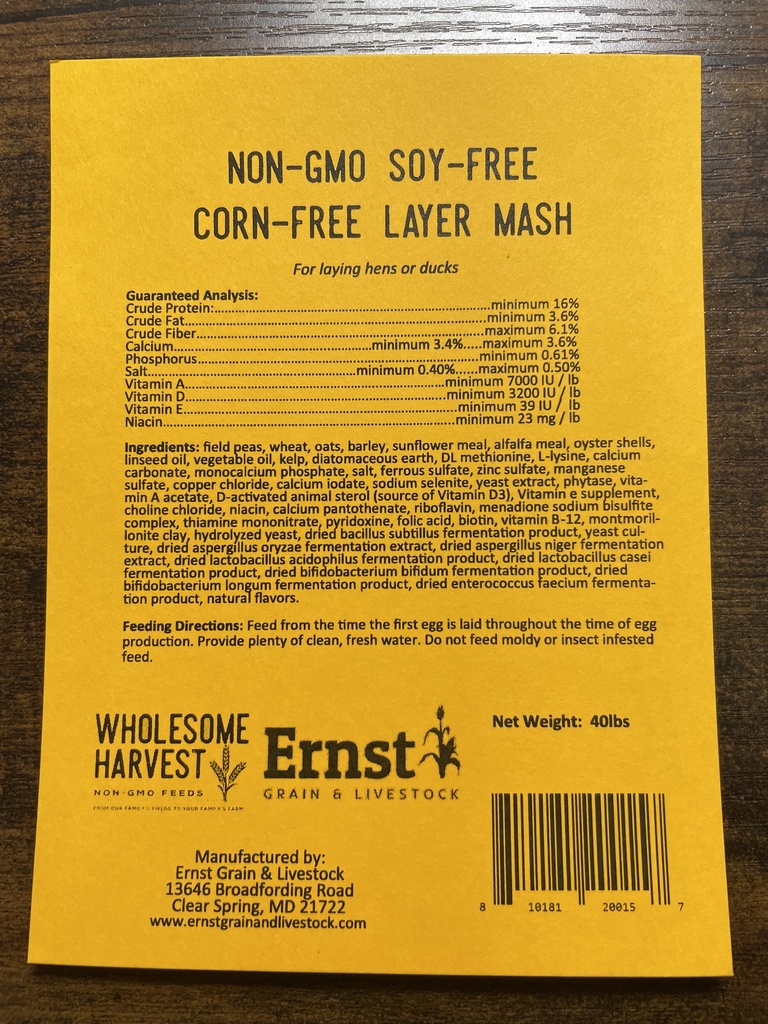 NON-GMO SOY-FREE
CORN-FREE LAYER MASH
For laying hens or ducks
Guaranteed Analysis:
Crude Protein:..........minimum 16%
Crude Fat..........minimum 3.6%
Crude Fiber..........maximum 6.1%
Calcium..........minimum 3.4%.....maximum 3.6%
Phosphorus..........minimum 0.61%
Salt..........minimum 0.40%......maximum 0.50%
Vitamin A..........minimum 7000 IU / lb
Vitamin D..........minimum 3200 IU / lb
Vitamin E..........minimum 39 IU / lb
Niacin..........minimum 23 mg / lb
Ingredients: field peas, wheat, oats, barley, sunflower meal, alfalfa meal, oyster shells,
linseed oil, vegetable oil, kelp, diatomaceous earth, DL methionine, L-lysine, calcium
carbonate, monocalcium phosphate, salt, ferrous sulfate, zinc sulfate, manganese
sulfate, copper chloride, calcium iodate, sodium selenite, yeast extract, phytase, vita-
min A acetate, D-activated animal sterol (source of Vitamin D3), Vitamin e supplement,
choline chloride, niacin, calcium pantothenate, riboflavin, menadione sodium bisulfite
complex, thiamine mononitrate, pyridoxine, folic acid, biotin, vitamin B-12, montmoril-
lonite clay, hydrolyzed yeast, dried bacillus subtillus fermentation product, yeast cul-
ture, dried aspergillus oryzae fermentation extract, dried aspergillus niger fermentation
extract, dried lactobacillus acidophilus fermentation product, dried lactobacillus casei
fermentation product, dried bifidobacterium bifidum fermentation product, dried
bifidobacterium longum fermentation product, dried enterococcus faecium fermenta-
tion product, natural flavors.
Feeding Directions: Feed from the time the first egg is laid throughout the time of egg
production. Provide plenty of clean, fresh water. Do not feed moldy or insect infested
feed.
WHOLESOME
HARVEST
NON-GMO FEEDS
FROM OUR FAMILY'S FIELDS TO YOUR FAMILY'S FARM
Ernst
GRAIN & LIVESTOCK
Net Weight: 40lbs
Manufactured by:
Ernst Grain & Livestock
13646 Broadfording Road
Clear Spring, MD 21722
www.ernstgrainandlivestock.com
8 10181 20015 7